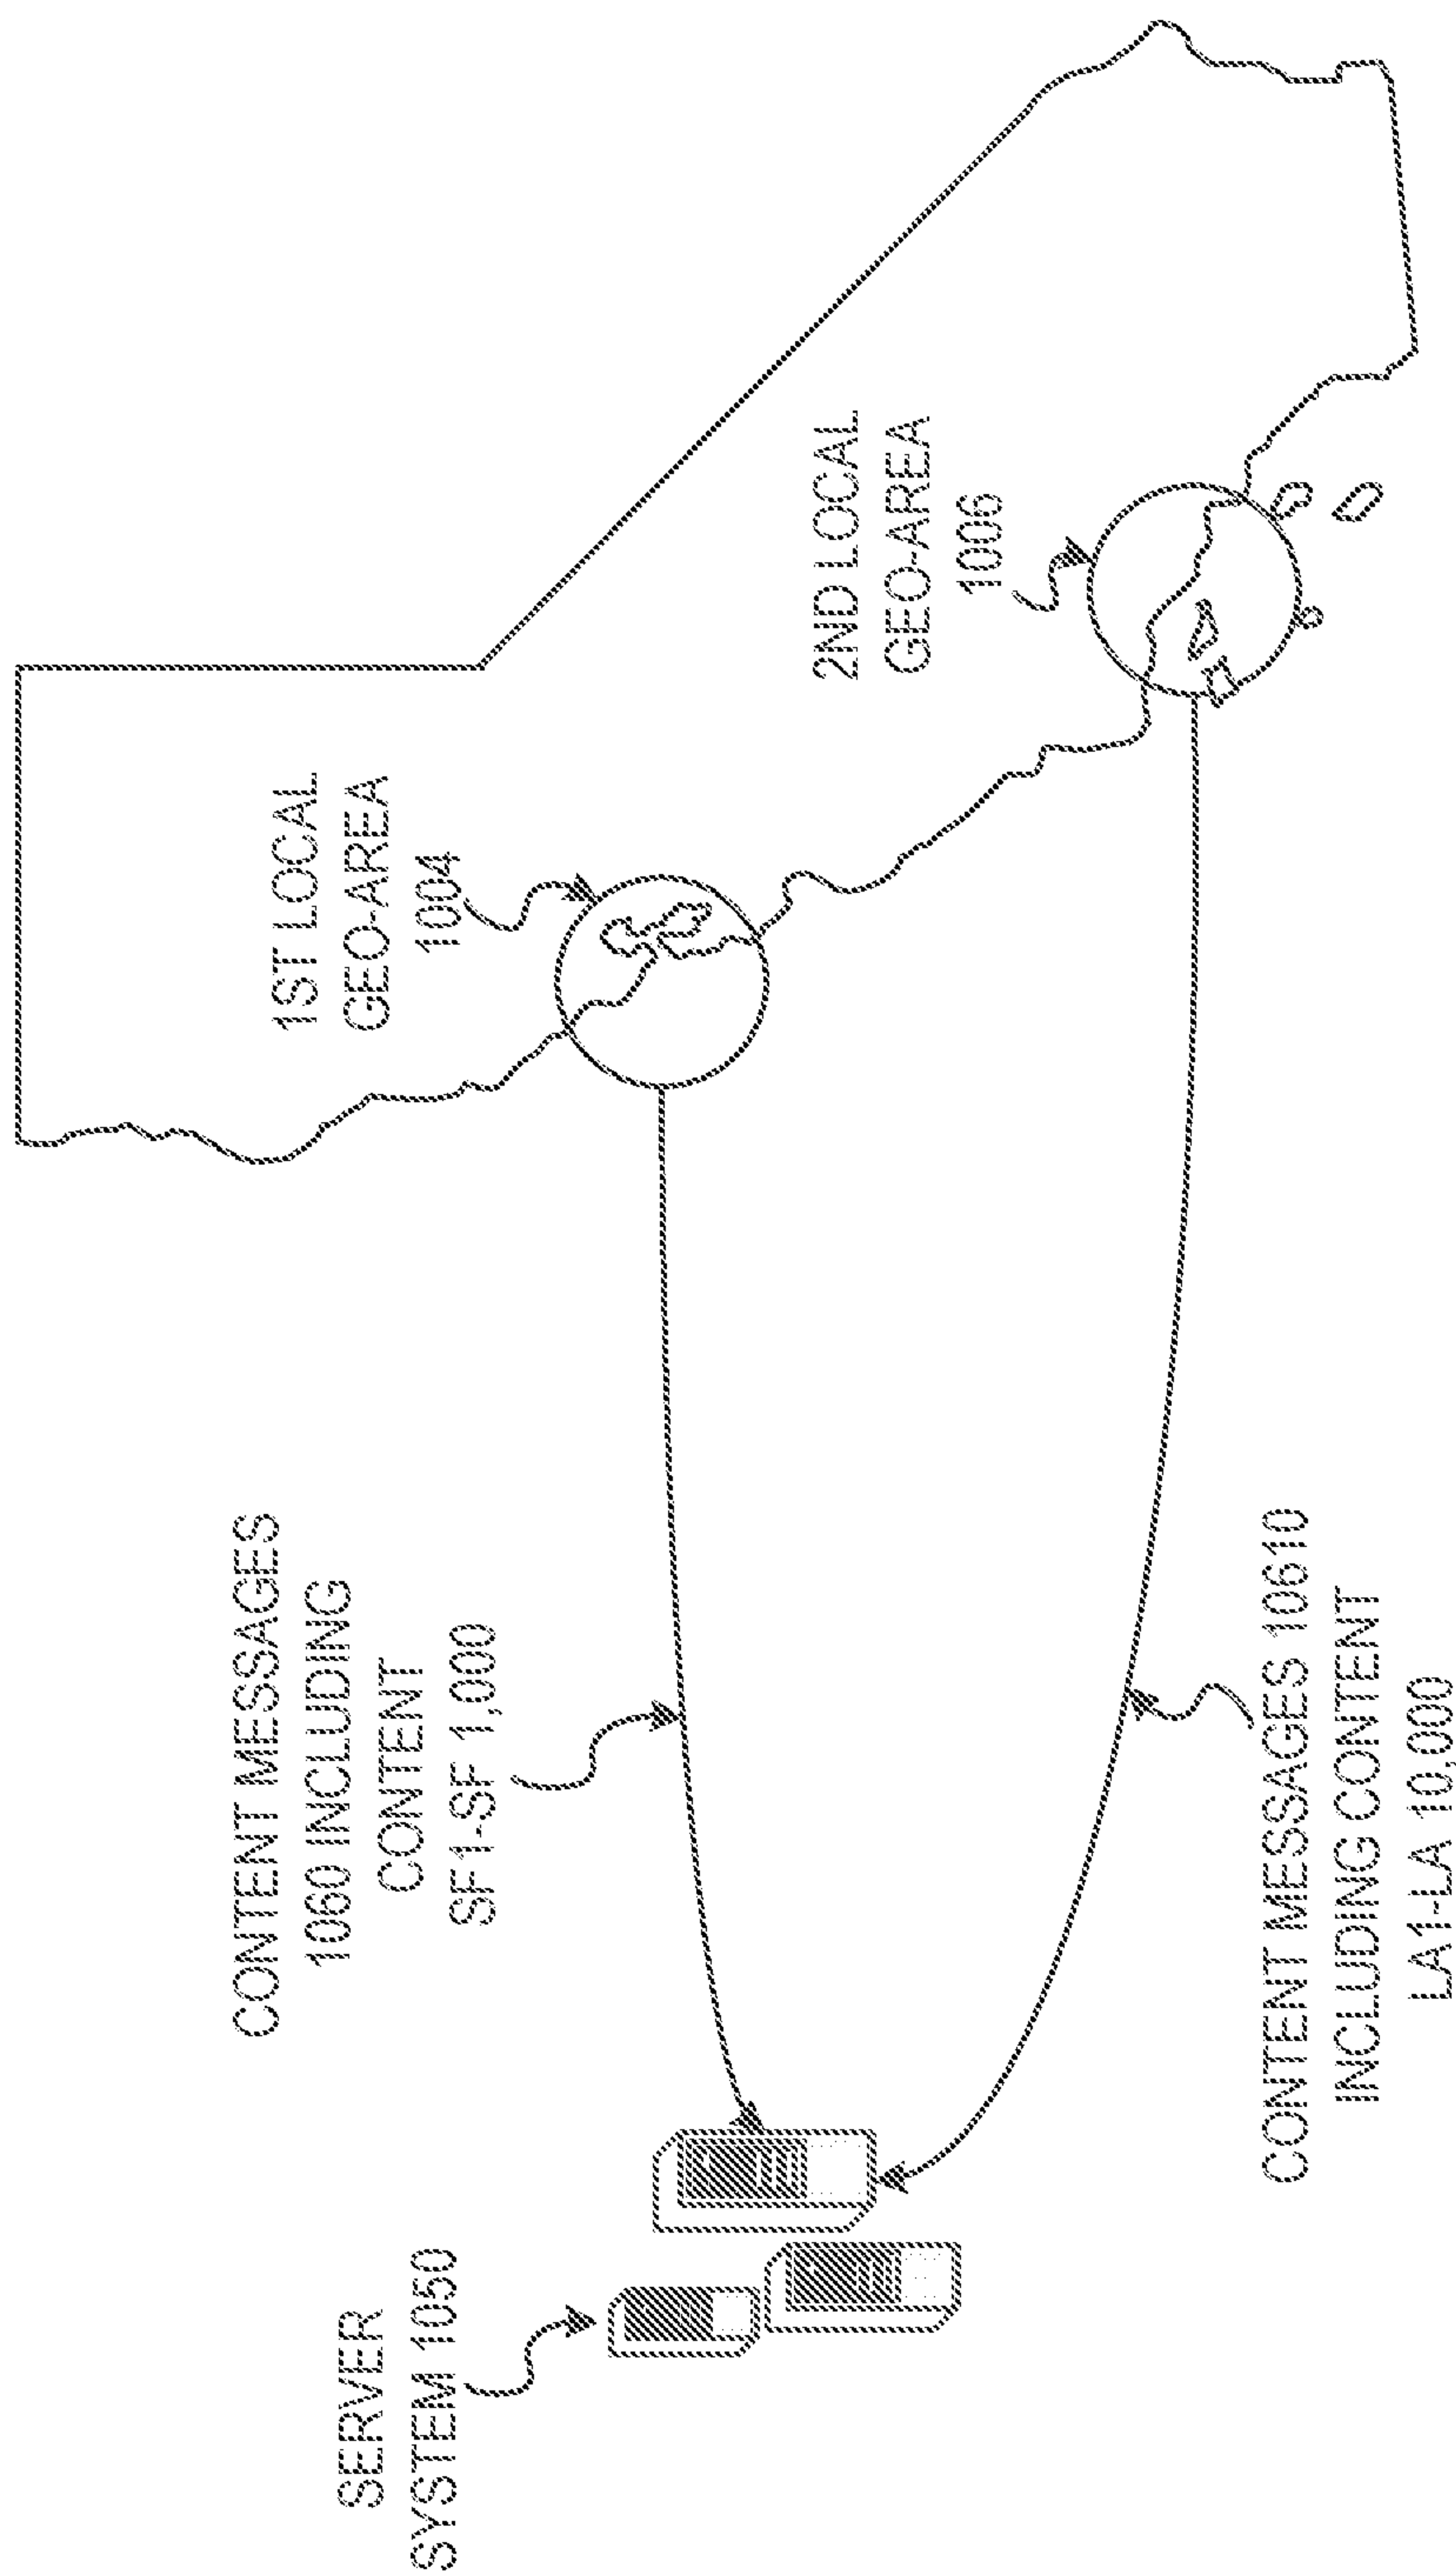 SERVER
SYSTEM 1050
CONTENT MESSAGES
1060 INCLUDING
CONTENT
SF1-SF 1,000
1ST LOCAL
GEO-AREA
1004
2ND LOCAL
GEO-AREA
1006
CONTENT MESSAGES 10610
INCLUDING CONTENT
LA1-LA 10,000